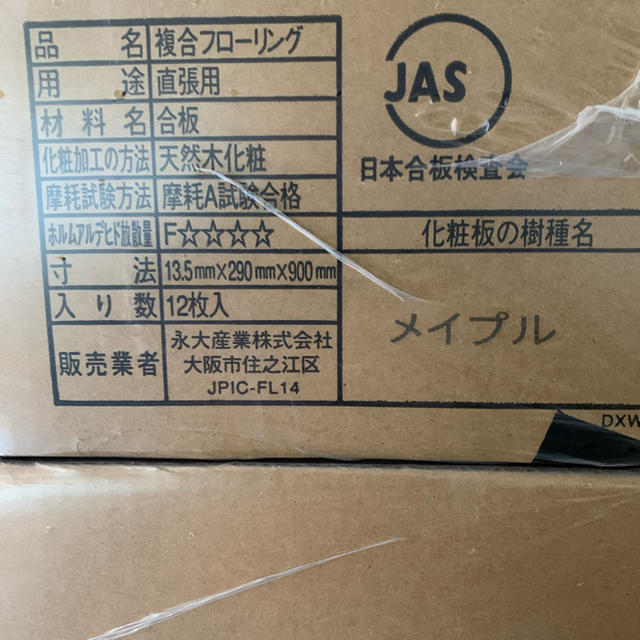 品名 複合フローリング
用途 直張用
材料名 合板
化粧加工の方法 天然木化粧
摩耗試験方法 摩耗A試験合格
ホルムアルデヒド放散量 F☆☆☆☆
寸法 13.5mm×290mm×900mm
入り数 12枚入
販売業者 永大産業株式会社
大阪市住之江区
JPIC-FL14
JAS
日本合板検査会
化粧板の樹種名
メイプル
DXW